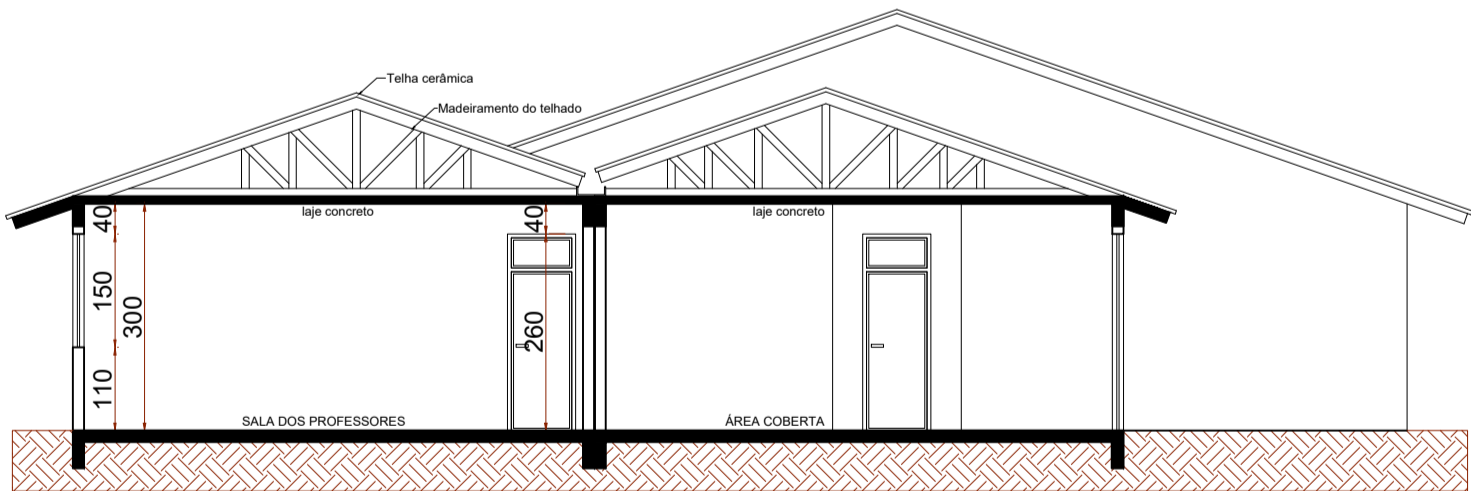 Telha cerâmica
Madeiramento do telhado
laje concreto
laje concreto
40
40
150
300
260
110
SALA DOS PROFESSORES
ÁREA COBERTA